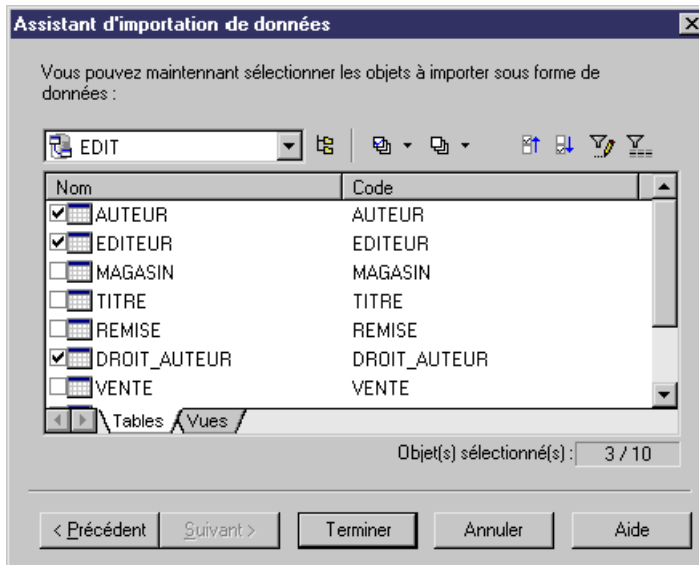 Assistant d'importation de données
Vous pouvez maintennant sélectionner les objets à importer sous forme de
données :
EDIT
Nom Code
AUTEUR AUTEUR
EDITEUR EDITEUR
MAGASIN MAGASIN
TITRE TITRE
REMISE REMISE
DROIT_AUTEUR DROIT_AUTEUR
VENTE VENTE
Tables Vues
Objet(s) sélectionné(s) : 3 / 10
< Précédent Suivant > Terminer Annuler Aide